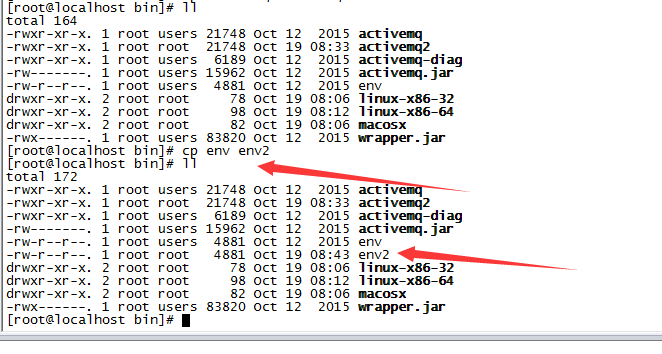 [root@localhost bin]# ll
total 164
-rwxr-xr-x. 1 root users 21748 Oct 12  2015 activemq
-rwxr-xr-x. 1 root root  21748 Oct 19 08:33 activemq2
-rwxr-xr-x. 1 root users  6189 Oct 12  2015 activemq-diag
-rw-------. 1 root users 15962 Oct 12  2015 activemq.jar
-rw-r--r--. 1 root users  4881 Oct 12  2015 env
drwxr-xr-x. 2 root root     78 Oct 19 08:06 linux-x86-32
drwxr-xr-x. 2 root root     98 Oct 19 08:12 linux-x86-64
drwxr-xr-x. 2 root root     82 Oct 19 08:06 macosx
-rwx------. 1 root users 83820 Oct 12  2015 wrapper.jar
[root@localhost bin]# cp env env2
[root@localhost bin]# ll
total 172
-rwxr-xr-x. 1 root users 21748 Oct 12  2015 activemq
-rwxr-xr-x. 1 root root  21748 Oct 19 08:33 activemq2
-rwxr-xr-x. 1 root users  6189 Oct 12  2015 activemq-diag
-rw-------. 1 root users 15962 Oct 12  2015 activemq.jar
-rw-r--r--. 1 root users  4881 Oct 12  2015 env
-rw-r--r--. 1 root root   4881 Oct 19 08:43 env2
drwxr-xr-x. 2 root root     78 Oct 19 08:06 linux-x86-32
drwxr-xr-x. 2 root root     98 Oct 19 08:12 linux-x86-64
drwxr-xr-x. 2 root root     82 Oct 19 08:06 macosx
-rwx------. 1 root users 83820 Oct 12  2015 wrapper.jar
[root@localhost bin]#